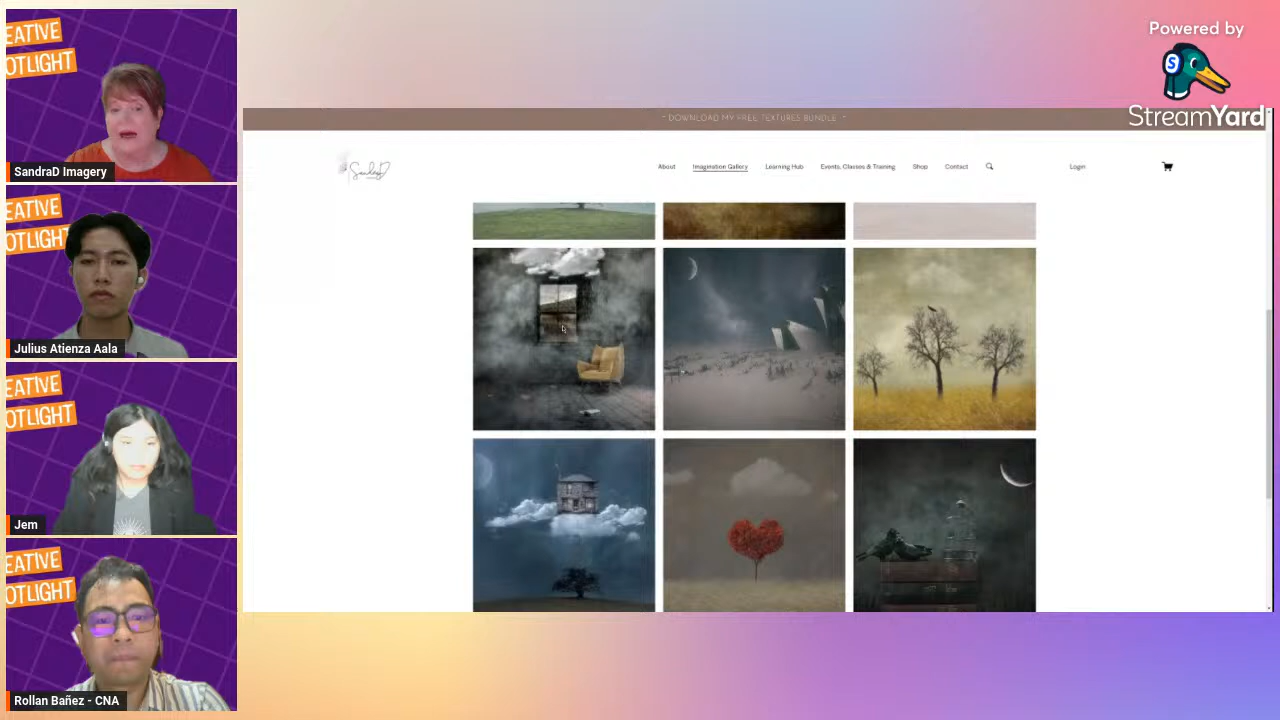 EATIVE
OTLIGHT
SandraD Imagery
EATIVE
OTLIGHT
Julius Atienza Aala
EATIVE
OTLIGHT
Jem
EATIVE
OTLIGHT
Rollan Bañez - CNA
Powered by
S
StreamYard
~ DOWNLOAD MY FREE TEXTURES BUNDLE ~
SandraD
About Imagination Gallery Learning Hub Events, Classes & Training Shop Contact Login